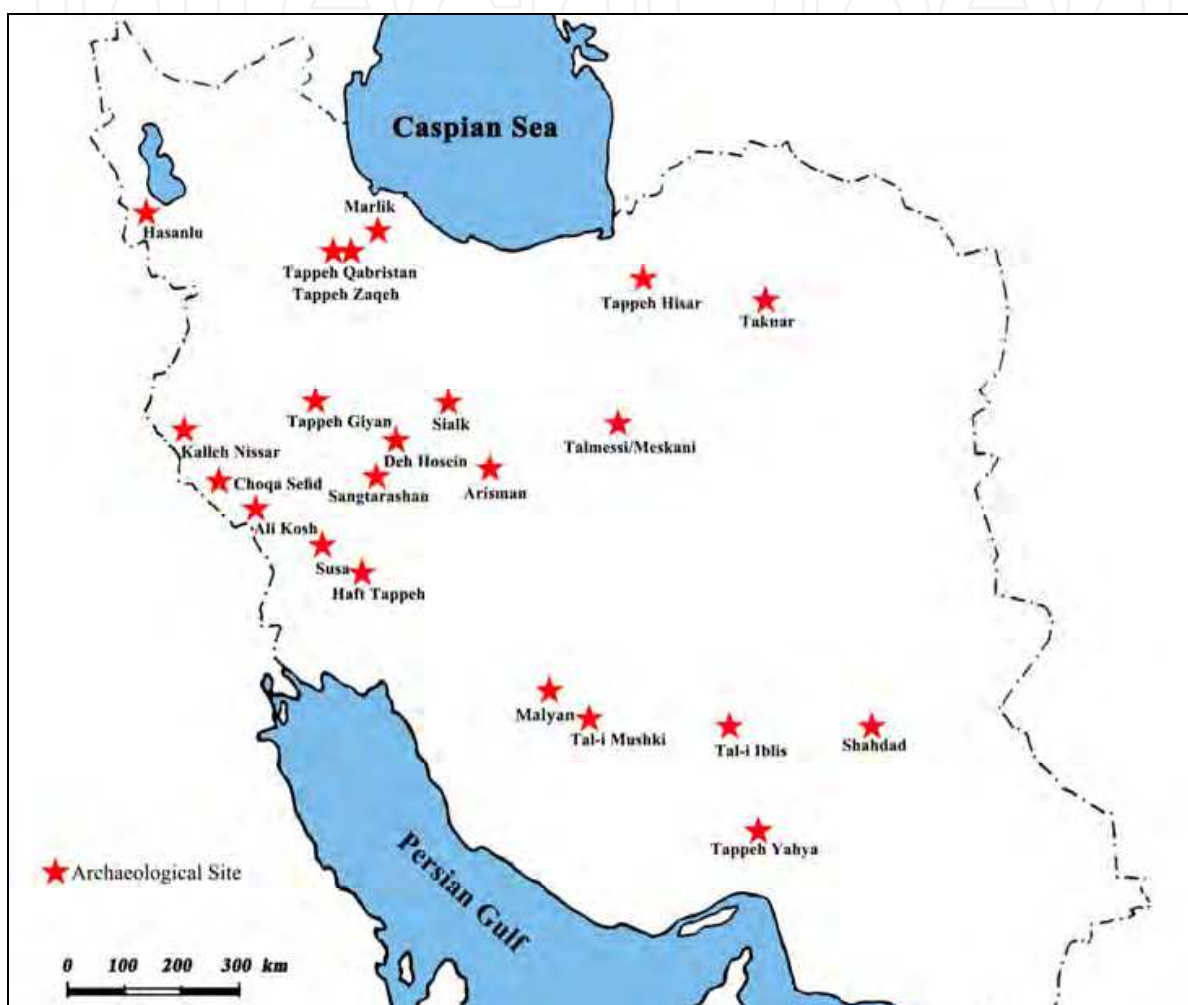 Caspian Sea
Marlik
Hasanlu
Tappeh Qabristan
Tappeh Zaqeh
Tappeh Hisar
Taknar
Tappeh Giyan
Sialk
Talmessi/Meskani
Kalleh Nissar
Deh Hosein
Choqa Sefid
Sangtarashan
Arisman
Ali Kosh
Susa
Haft Tappeh
Malyan
Tal-i Mushki
Tal-i Iblis
Shahdad
Tappeh Yahya
Persian Gulf
Archaeological Site
0 100 200 300 km